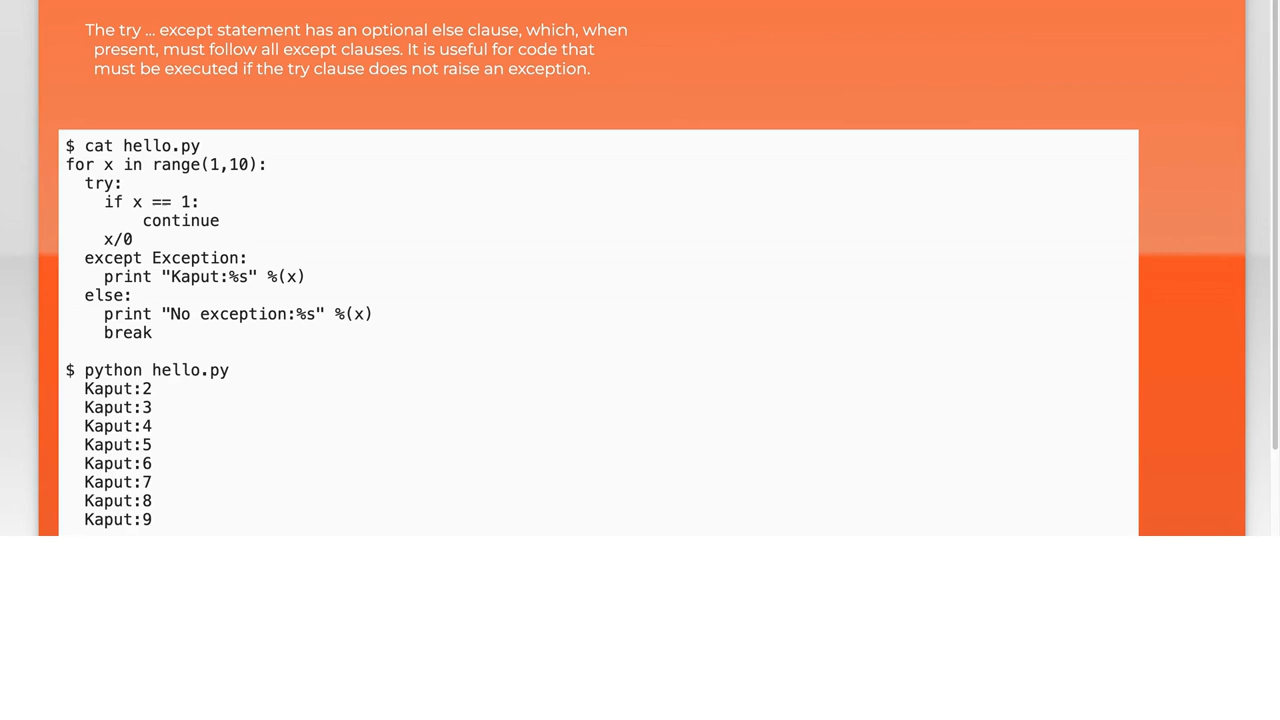 The try ... except statement has an optional else clause, which, when
present, must follow all except clauses. It is useful for code that
must be executed if the try clause does not raise an exception.
$ cat hello.py
for x in range(1,10):
  try:
    if x == 1:
        continue
    x/0
  except Exception:
    print "Kaput:%s" %(x)
  else:
    print "No exception:%s" %(x)
    break
$ python hello.py
  Kaput:2
  Kaput:3
  Kaput:4
  Kaput:5
  Kaput:6
  Kaput:7
  Kaput:8
  Kaput:9